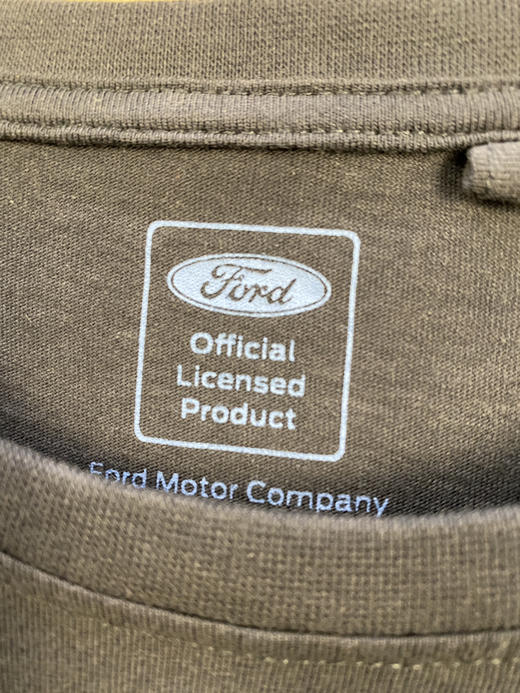 Ford
Official
Licensed
Product
Ford Motor Company